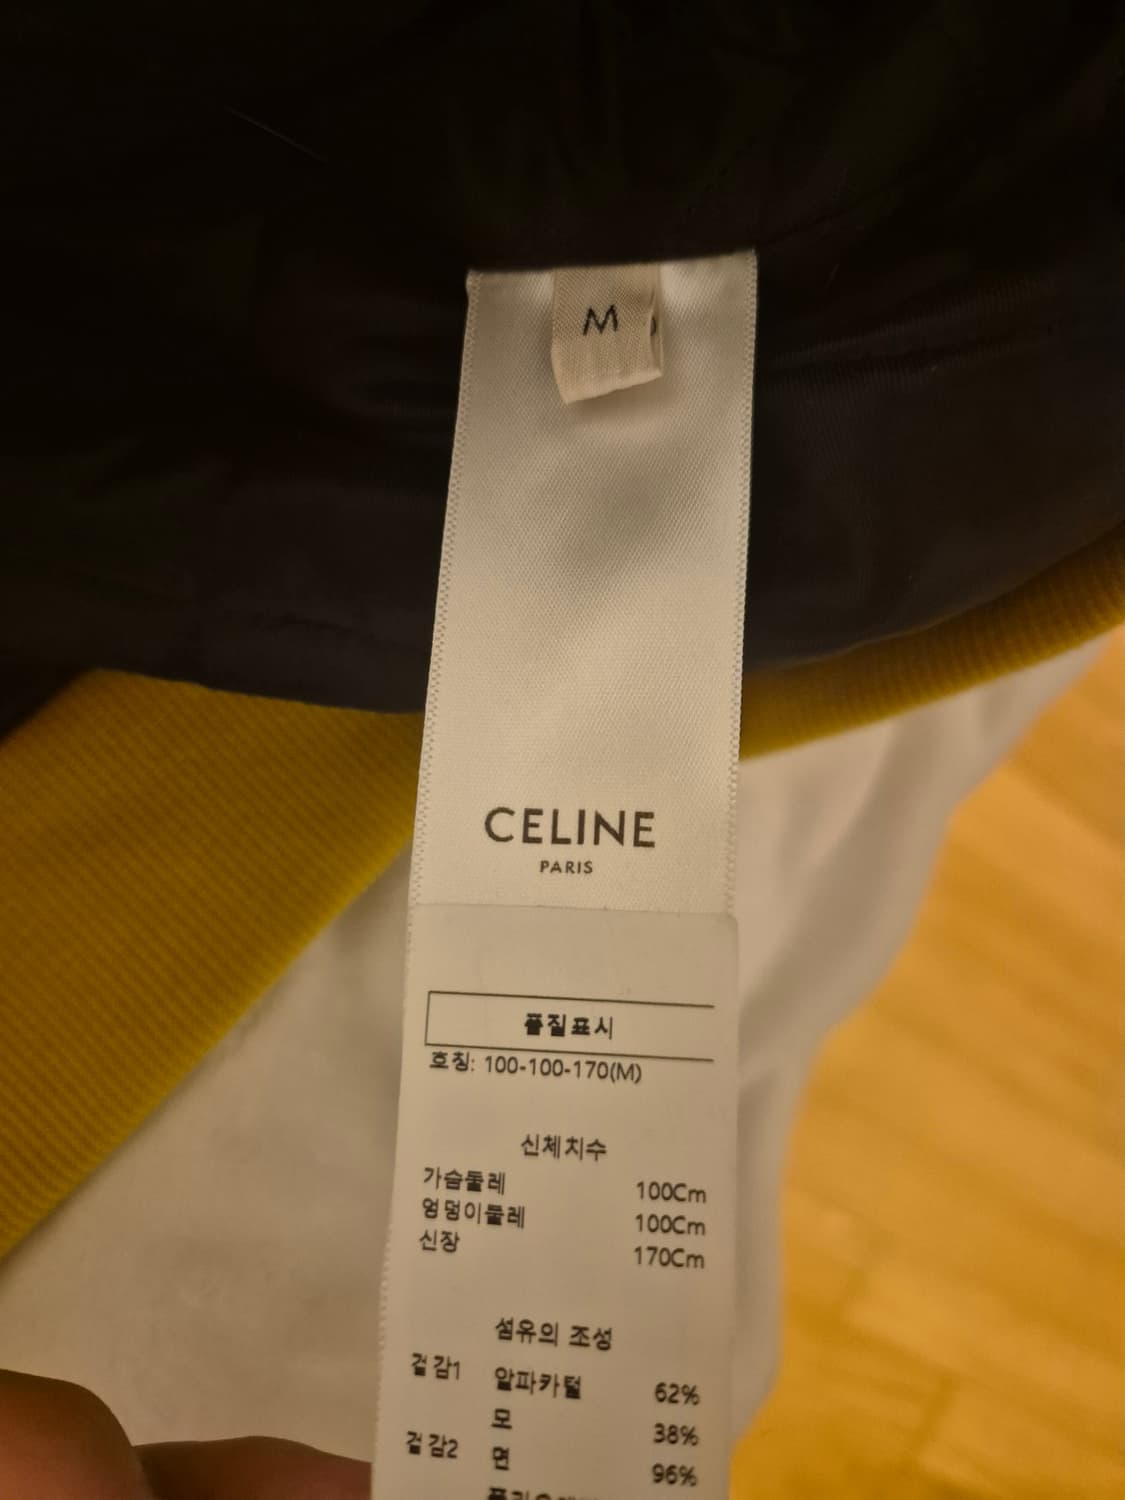 M
CELINE
PARIS
품질표시
호칭: 100-100-170(M)
신체치수
가슴둘레 100Cm
엉덩이둘레 100Cm
신장 170Cm
섬유의 조성
겉감1 알파카털 62%
모 38%
겉감2 면 96%